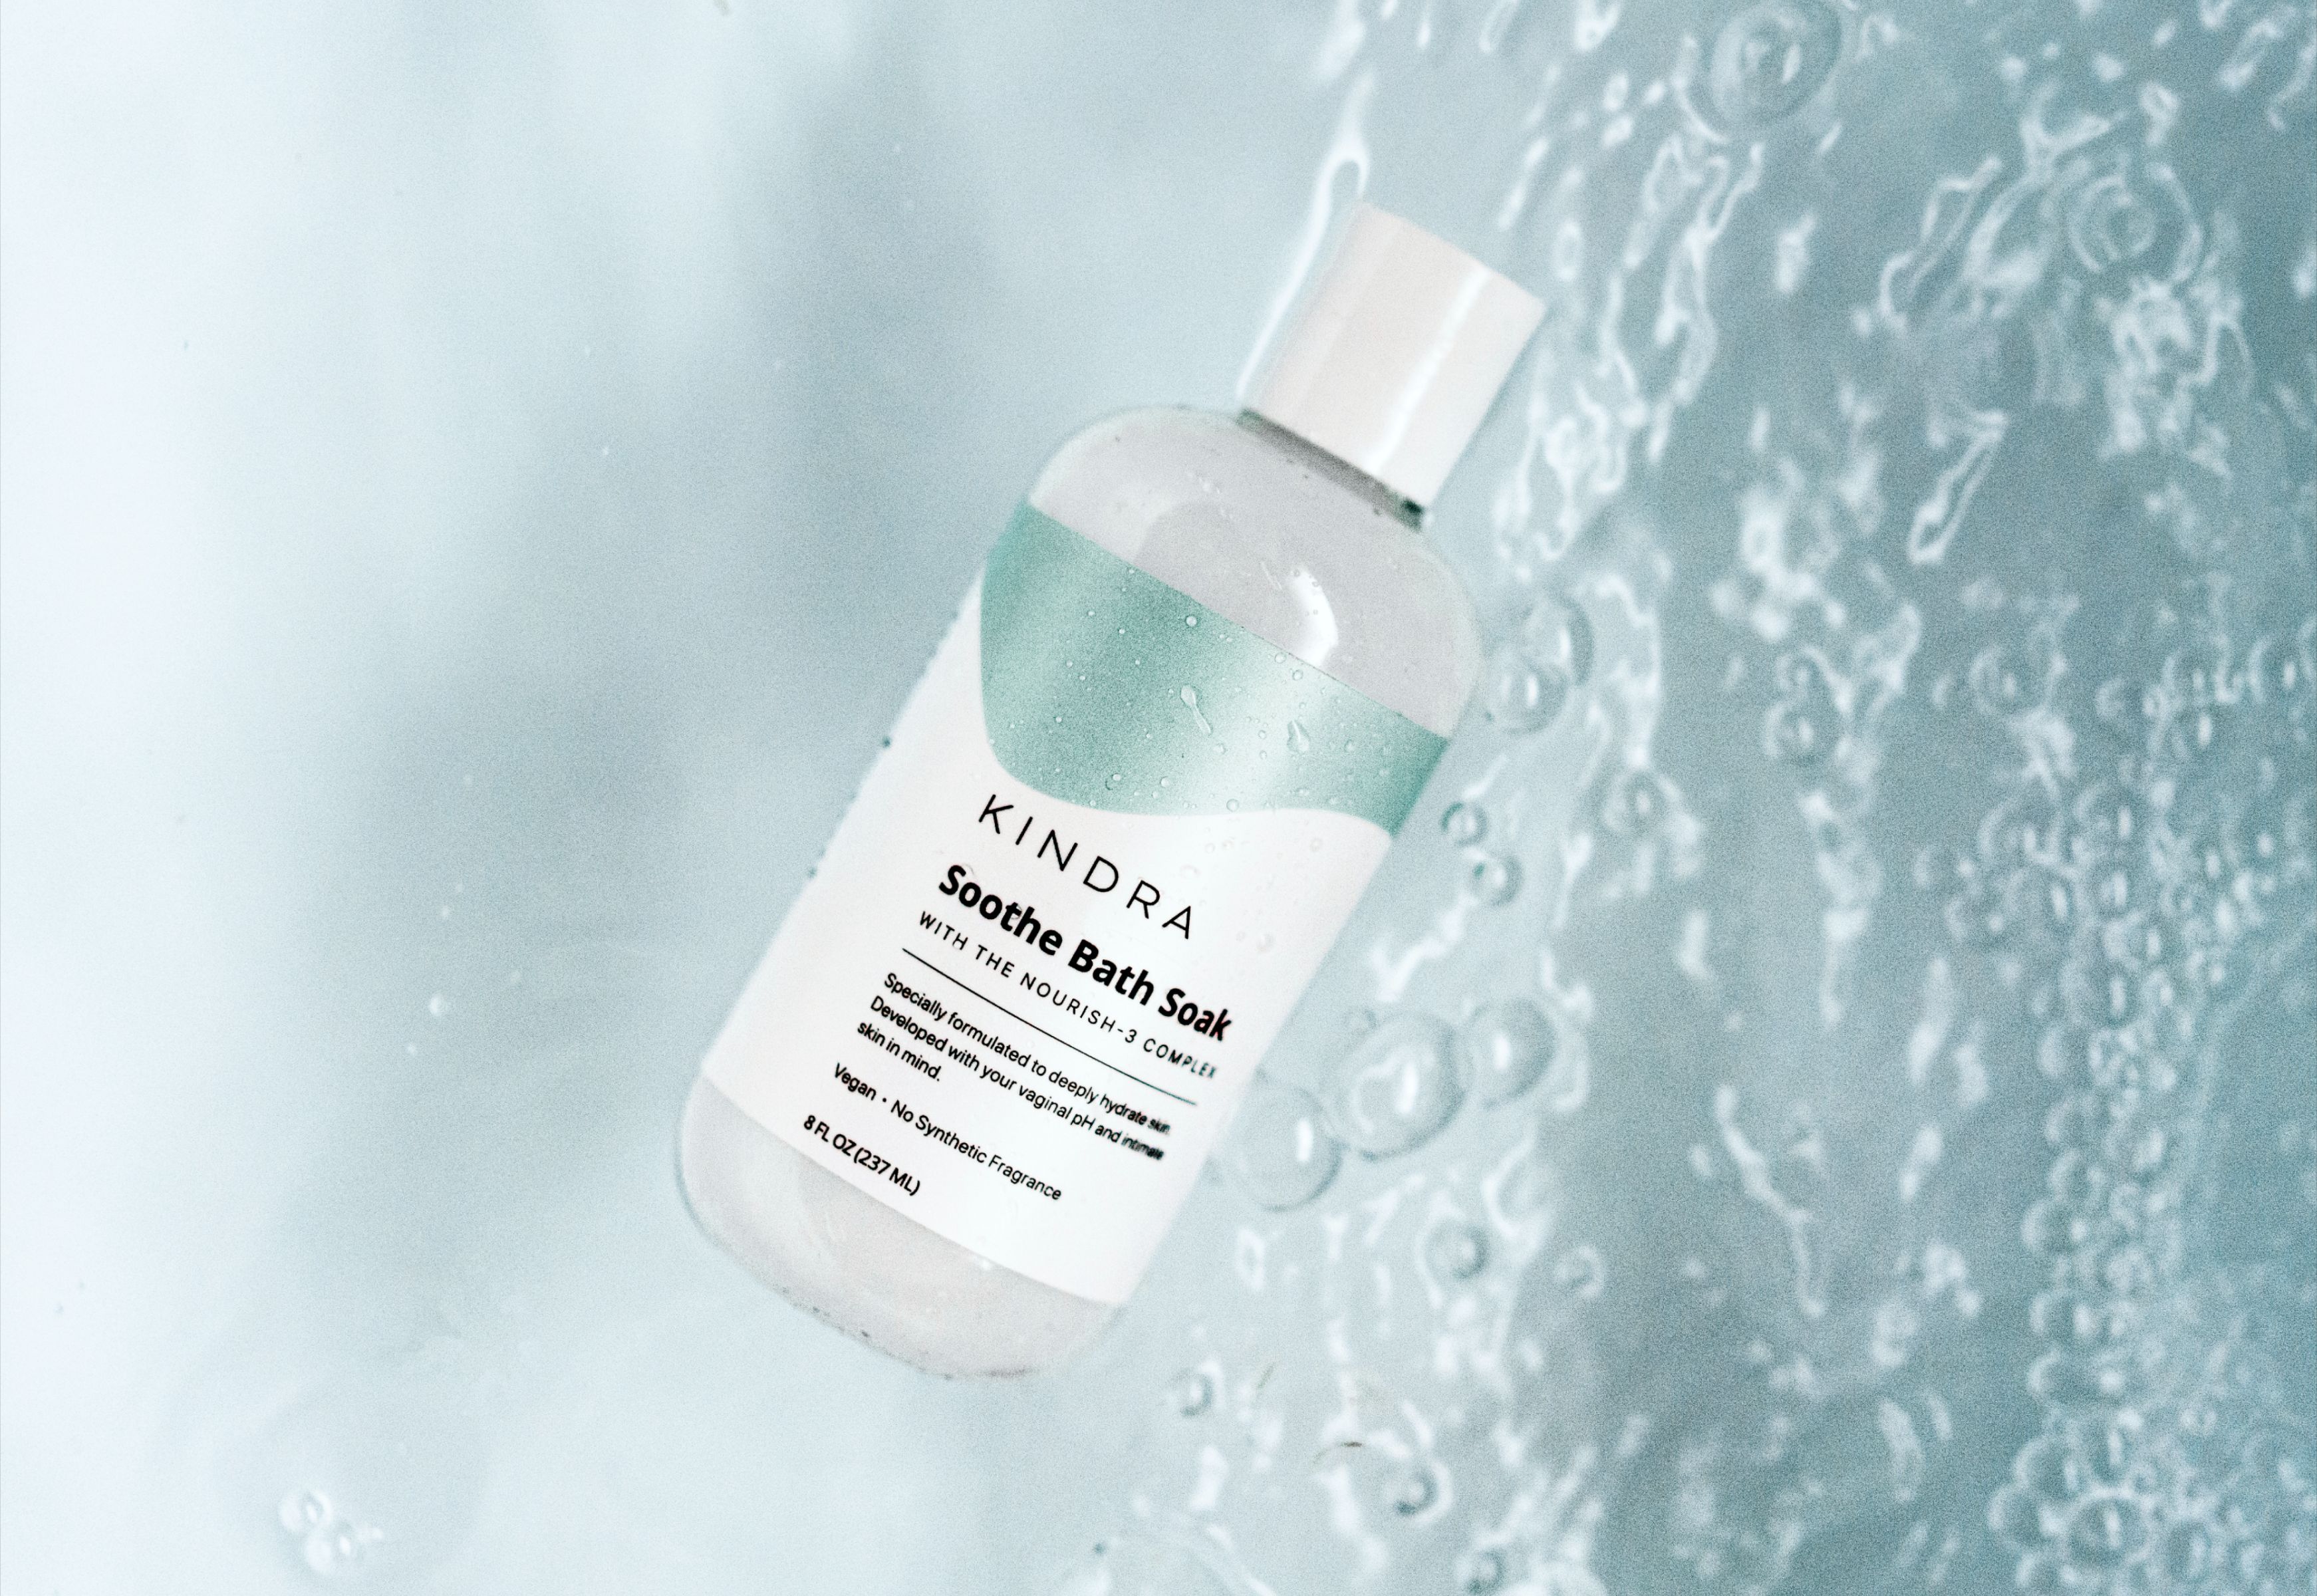 KINDRA
Soothe Bath Soak
WITH THE NOURISH-3 COMPLEX
Specially formulated to deeply hydrate skin.
Developed with your vaginal pH and intimate
skin in mind.
Vegan • No Synthetic Fragrance
8 FL OZ (237 ML)